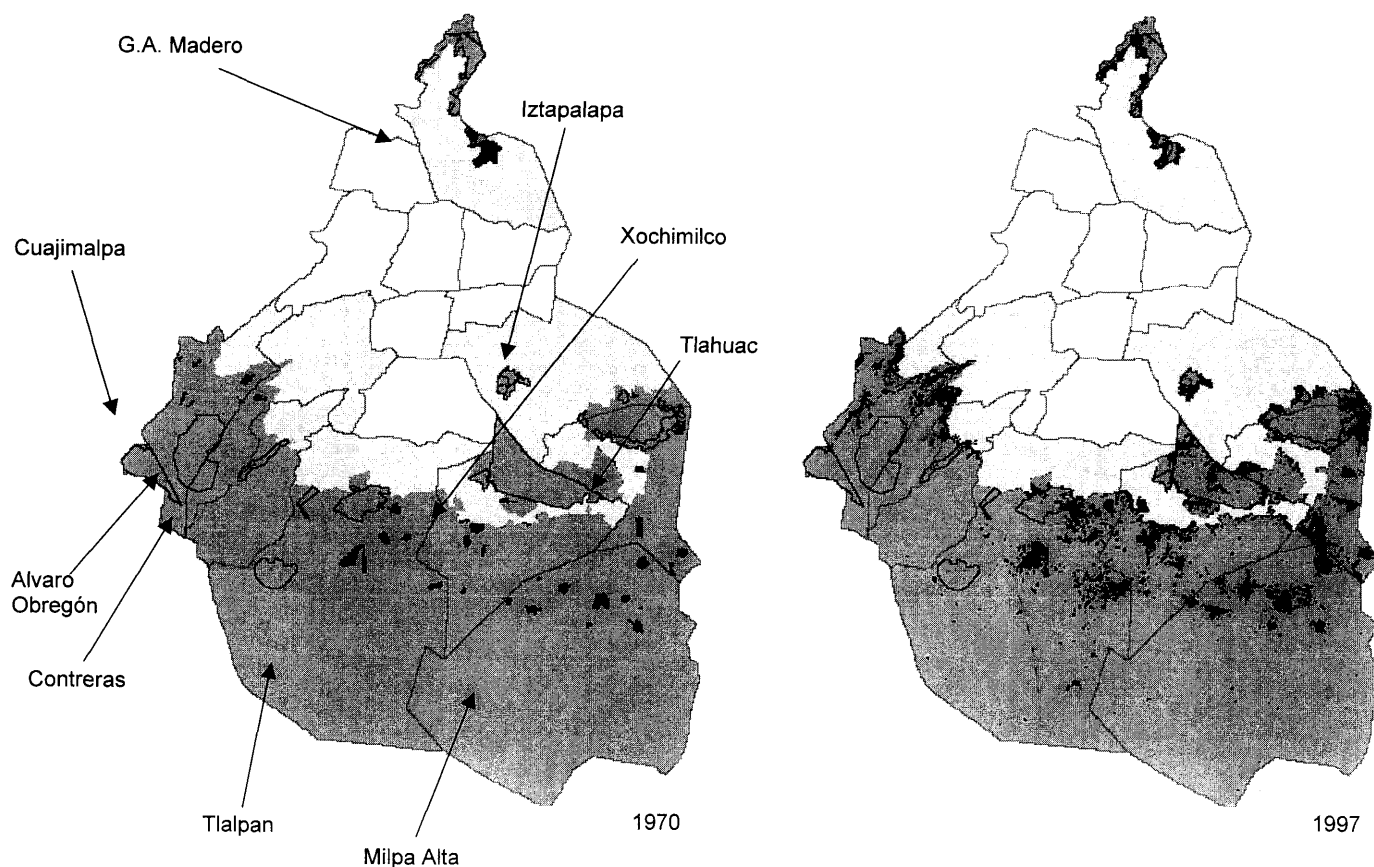 G.A. Madero
Iztapalapa
Xochimilco
Cuajimalpa
Tlahuac
Alvaro
Obregón
Contreras
Tlalpan
Milpa Alta
1970
1997